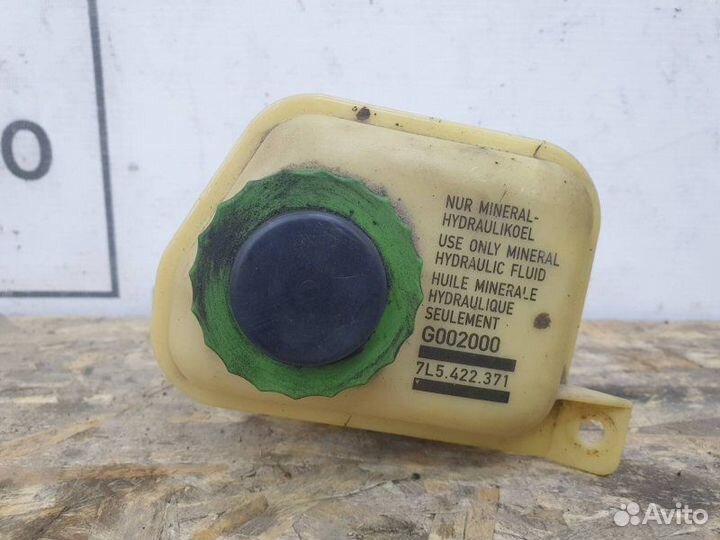 O
NUR MINERAL-
HYDRAULIKOEL
USE ONLY MINERAL
HYDRAULIC FLUID
HUILE MINERALE
HYDRAULIQUE
SEULEMENT
G002000
7L5.422.371
Avito